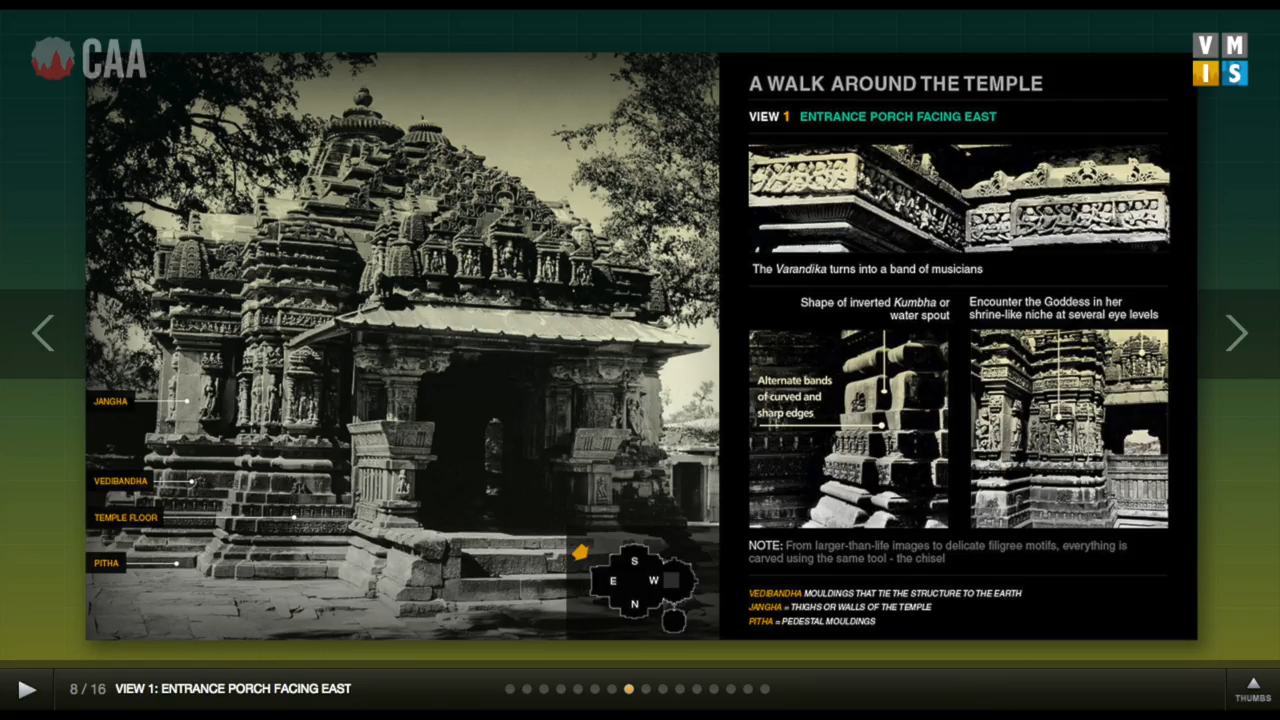 CAA
V M
I S
A WALK AROUND THE TEMPLE
VIEW 1 ENTRANCE PORCH FACING EAST
The Varandika turns into a band of musicians
Shape of inverted Kumbha or
water spout
Encounter the Goddess in her
shrine-like niche at several eye levels
Alternate bands
of curved and
sharp edges
JANGHA
VEDIBANDHA
TEMPLE FLOOR
PITHA
S
E W
N
NOTE: From larger-than-life images to delicate filigree motifs, everything is
carved using the same tool - the chisel
VEDIBANDHA MOULDINGS THAT TIE THE STRUCTURE TO THE EARTH
JANGHA = THIGHS OR WALLS OF THE TEMPLE
PITHA = PEDESTAL MOULDINGS
8 / 16 VIEW 1: ENTRANCE PORCH FACING EAST
THUMBS